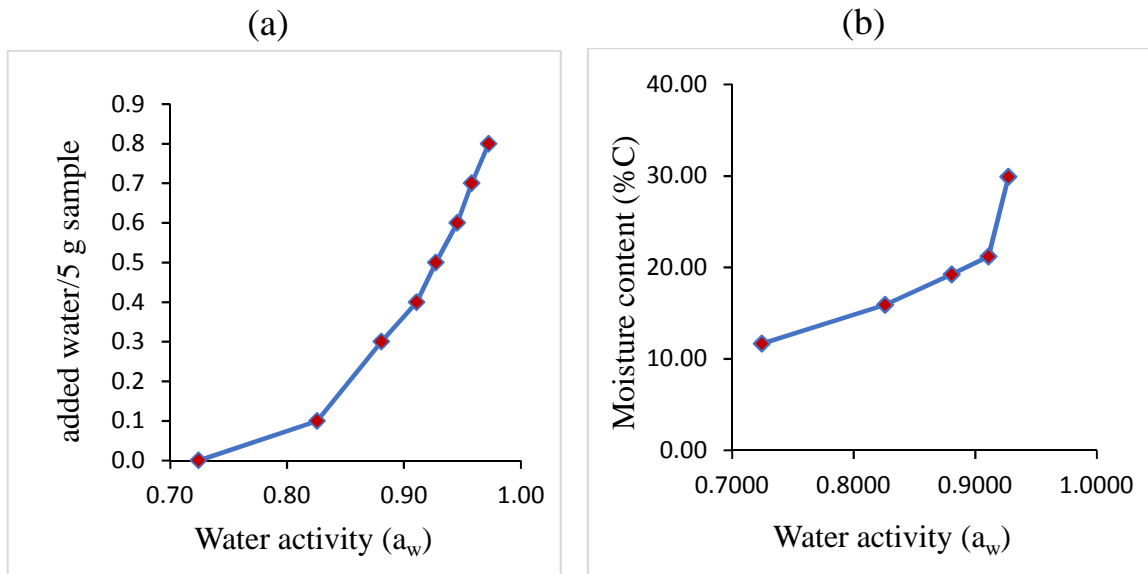 (a)
added water/5 g sample
0.9
0.8
0.7
0.6
0.5
0.4
0.3
0.2
0.1
0.0
0.70 0.80 0.90 1.00
Water activity (aw)
(b)
Moisture content (%C)
40.00
30.00
20.00
10.00
0.00
0.7000 0.8000 0.9000 1.0000
Water activity (aw)